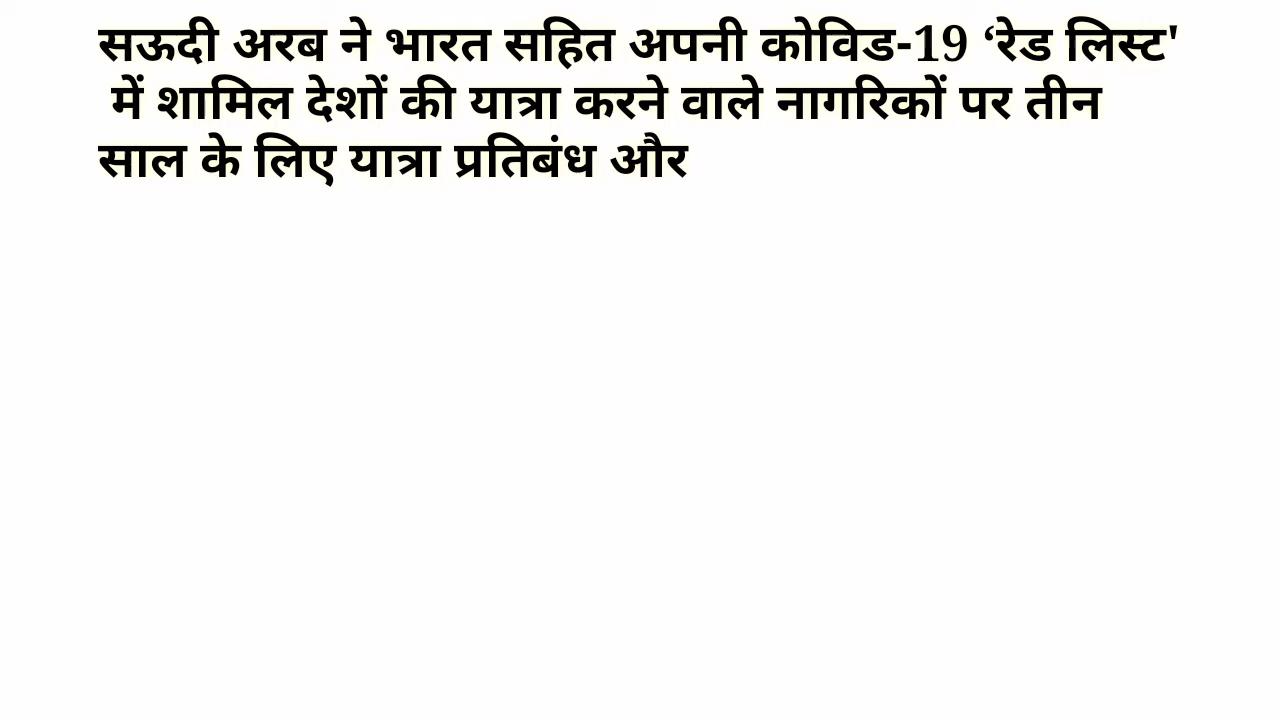 सऊदी अरब ने भारत सहित अपनी कोविड-19 ‘रेड लिस्ट'
में शामिल देशों की यात्रा करने वाले नागरिकों पर तीन
साल के लिए यात्रा प्रतिबंध और